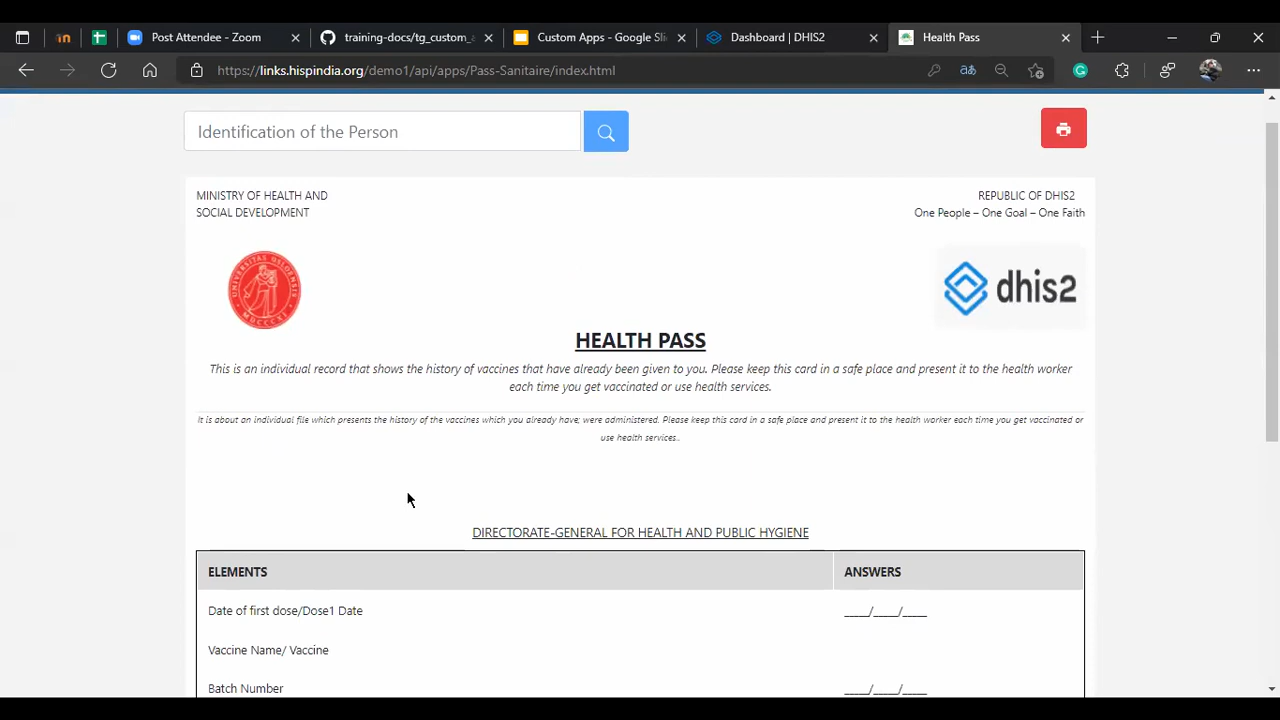 Post Attendee - Zoom
training-docs/tg_custom_a
Custom Apps - Google Slid
Dashboard | DHIS2
Health Pass
https://links.hispindia.org/demo1/api/apps/Pass-Sanitaire/index.html
Identification of the Person
MINISTRY OF HEALTH AND
SOCIAL DEVELOPMENT
REPUBLIC OF DHIS2
One People – One Goal – One Faith
UNIVERSITAS OSLOENSIS
MDCCCXI
dhis2
HEALTH PASS
This is an individual record that shows the history of vaccines that have already been given to you. Please keep this card in a safe place and present it to the health worker
each time you get vaccinated or use health services.
It is about an individual file which presents the history of the vaccines which you already have; were administered. Please keep this card in a safe place and present it to the health worker each time you get vaccinated or
use health services..
DIRECTORATE-GENERAL FOR HEALTH AND PUBLIC HYGIENE
ELEMENTS ANSWERS
Date of first dose/Dose1 Date ____/____/____
Vaccine Name/ Vaccine
Batch Number ____/____/____